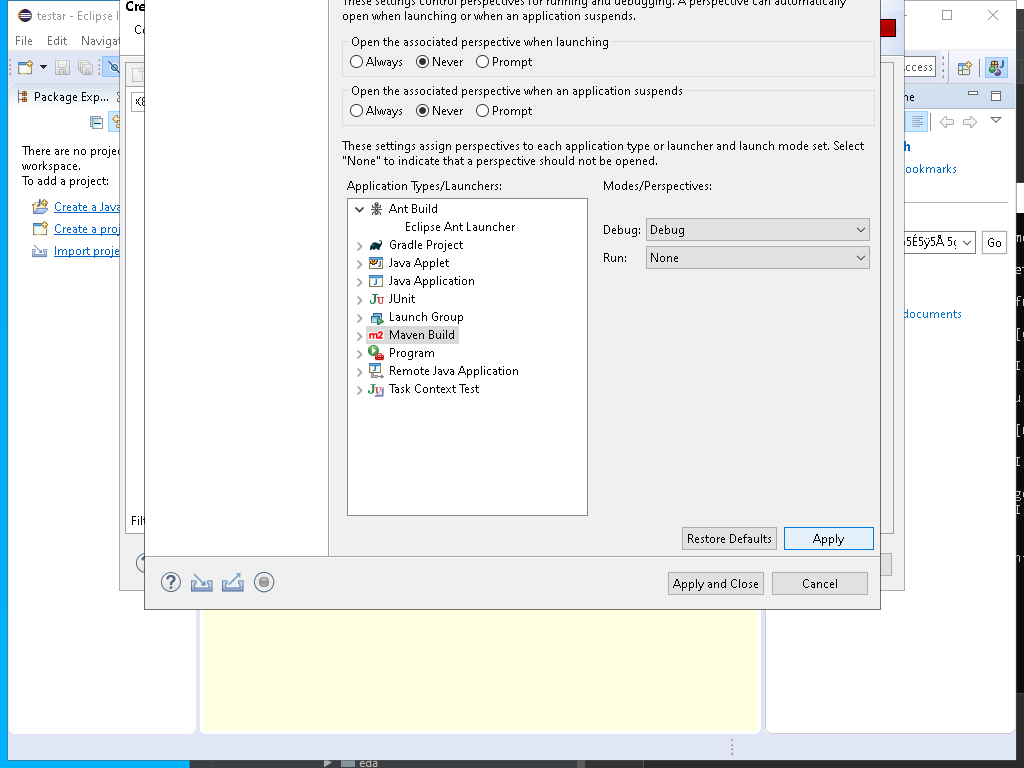 testar - Eclipse I
Cre
These settings control perspectives for running and debugging. A perspective can automatically
open when launching or when an application suspends.
File Edit Navigat
Open the associated perspective when launching
Always Never Prompt
Package Exp...
Open the associated perspective when an application suspends
Always Never Prompt
There are no proje
workspace.
To add a project:
Create a Java
Create a proj
Import proje
These settings assign perspectives to each application type or launcher and launch mode set. Select
"None" to indicate that a perspective should not be opened.
Application Types/Launchers:
Modes/Perspectives:
Ant Build
Eclipse Ant Launcher
Gradle Project
Java Applet
Java Application
JUnit
Launch Group
Maven Build
Program
Remote Java Application
Task Context Test
Debug: Debug
Run: None
ccess
ne
h
ookmarks
Go
documents
Filt
Restore Defaults
Apply
Apply and Close
Cancel
eda